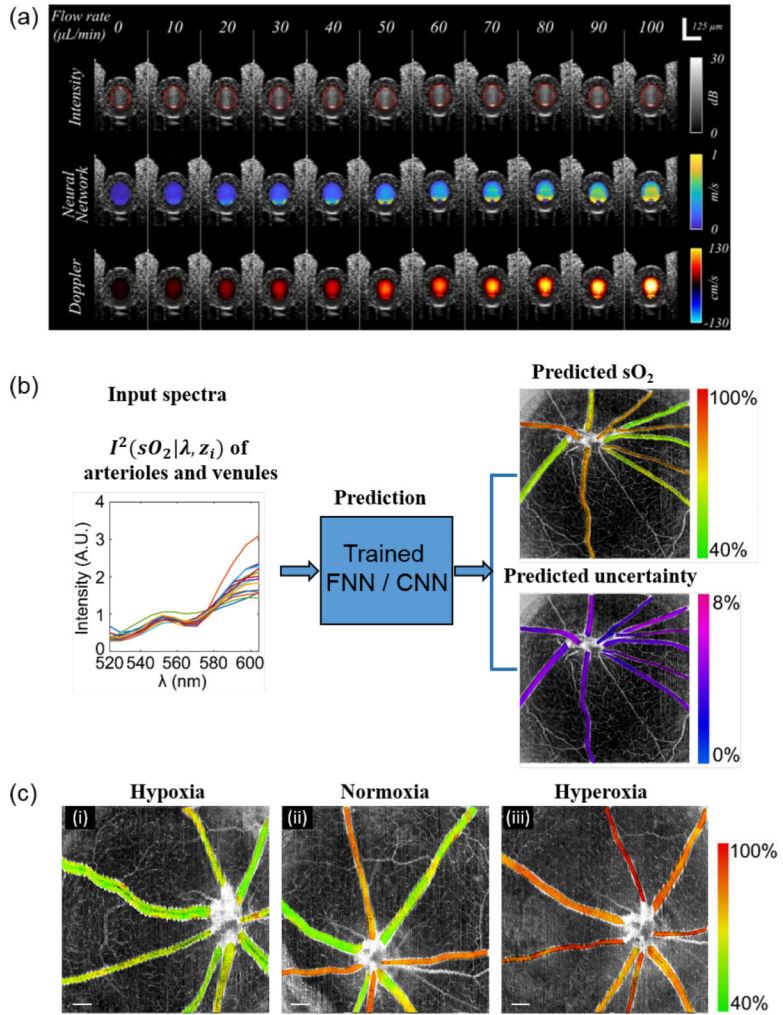 (a)
Flow rate
(µL/min)
0 10 20 30 40 50 60 70 80 90 100
125 µm
Intensity
30
dB
0
Neural
Network
1
m/s
0
Doppler
130
cm/s
-130
(b)
Input spectra
I²(sO₂|λ, zᵢ) of
arterioles and venules
Intensity (A.U.)
4
3
2
1
0
520 540 560 580 600
λ (nm)
Prediction
Trained
FNN / CNN
Predicted sO₂
100%
40%
Predicted uncertainty
8%
0%
(c)
Hypoxia Normoxia Hyperoxia
(i) (ii) (iii)
100%
40%